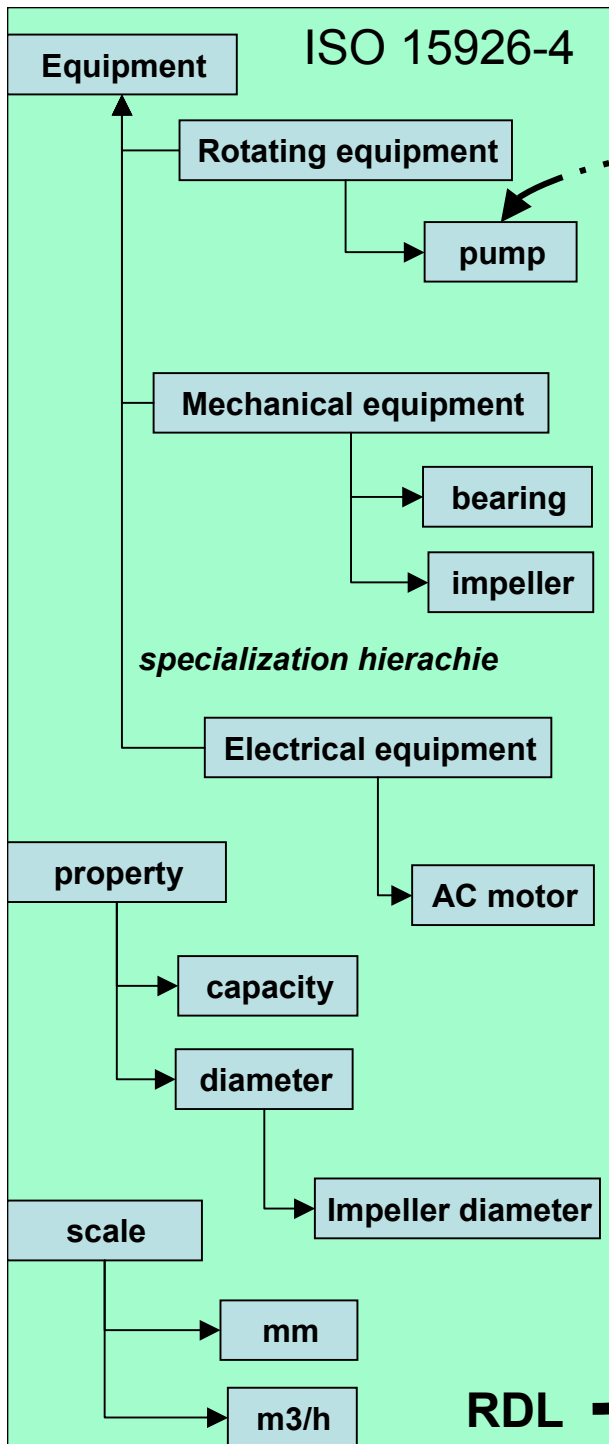 ISO 15926-4
Equipment
Rotating equipment
pump
Mechanical equipment
bearing
impeller
specialization hierachie
Electrical equipment
property
AC motor
capacity
diameter
Impeller diameter
scale
mm
m3/h
RDL